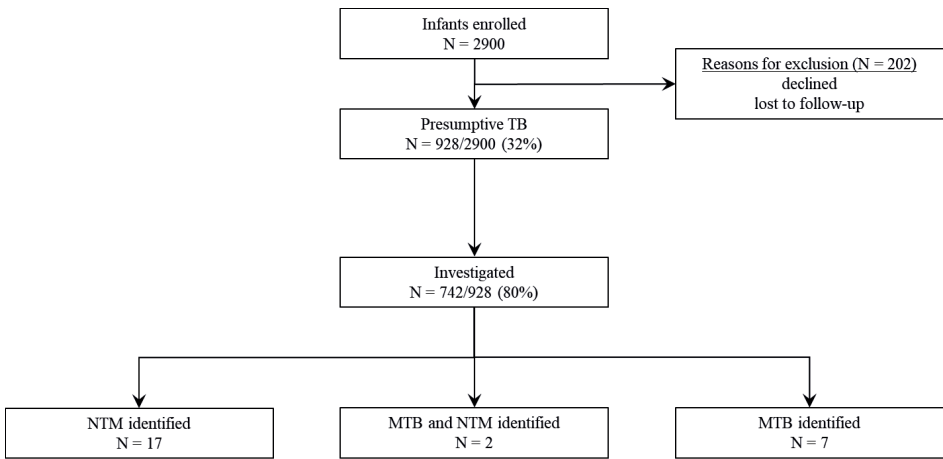 Infants enrolled
N = 2900
Reasons for exclusion (N = 202)
declined
lost to follow-up
Presumptive TB
N = 928/2900 (32%)
Investigated
N = 742/928 (80%)
NTM identified
N = 17
MTB and NTM identified
N = 2
MTB identified
N = 7